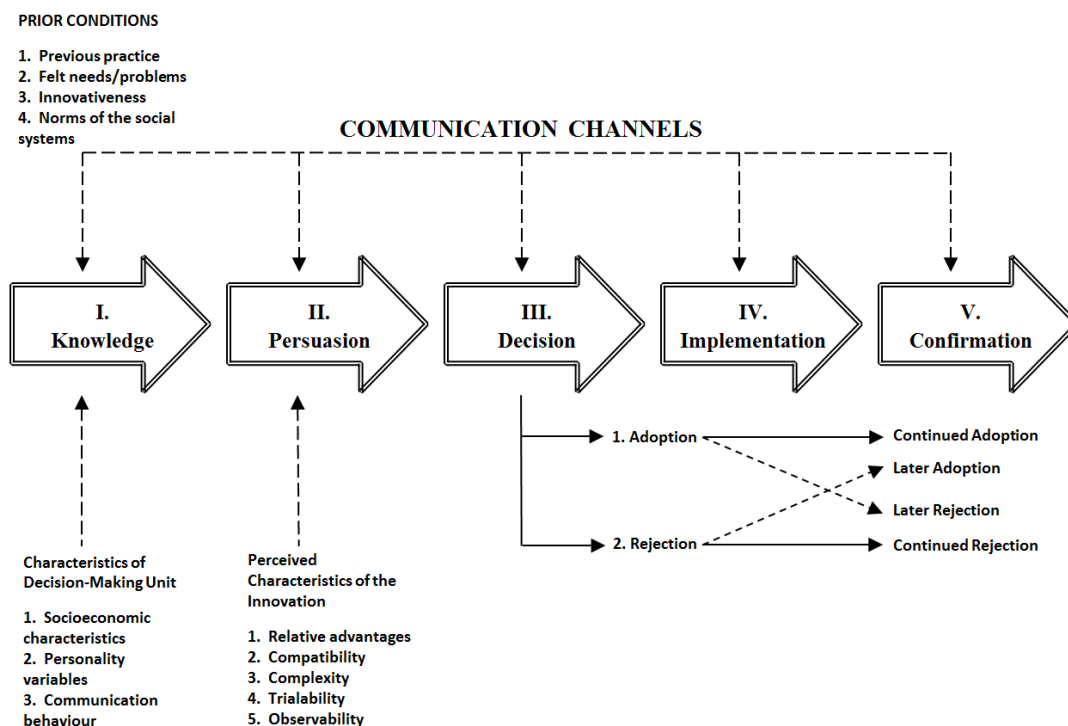 PRIOR CONDITIONS
1. Previous practice
2. Felt needs/problems
3. Innovativeness
4. Norms of the social
systems
COMMUNICATION CHANNELS
I.
Knowledge
II.
Persuasion
III.
Decision
IV.
Implementation
V.
Confirmation
1. Adoption
2. Rejection
Continued Adoption
Later Adoption
Later Rejection
Continued Rejection
Characteristics of
Decision-Making Unit
1. Socioeconomic
characteristics
2. Personality
variables
3. Communication
behaviour
Perceived
Characteristics of the
Innovation
1. Relative advantages
2. Compatibility
3. Complexity
4. Trialability
5. Observability